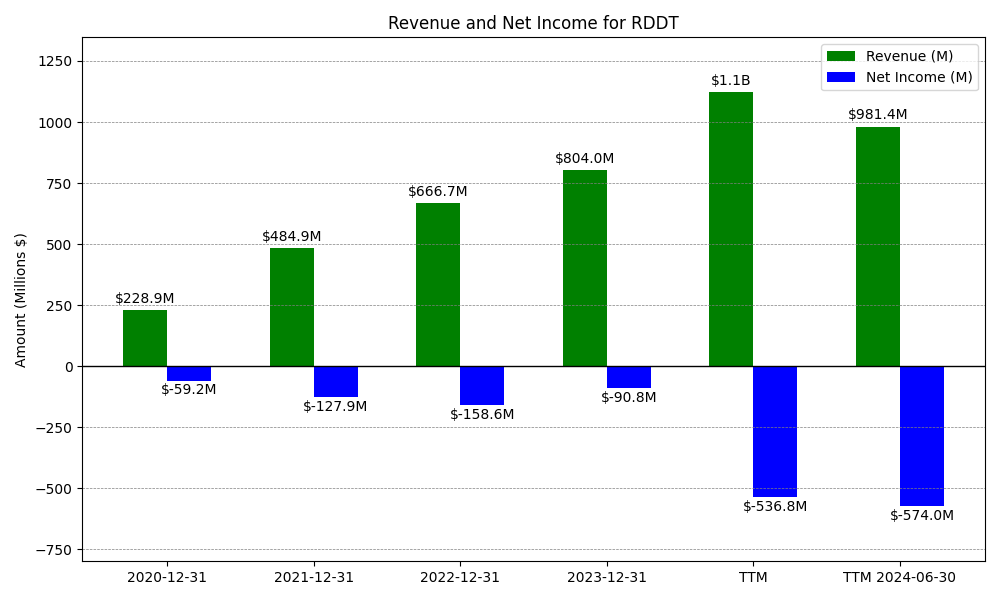 Revenue and Net Income for RDDT
Revenue (M)
Net Income (M)
Amount (Millions $)
1250
1000
750
500
250
0
−250
−500
−750
$228.9M
$484.9M
$666.7M
$804.0M
$1.1B
$981.4M
$-59.2M
$-127.9M
$-158.6M
$-90.8M
$-536.8M
$-574.0M
2020-12-31
2021-12-31
2022-12-31
2023-12-31
TTM
TTM 2024-06-30